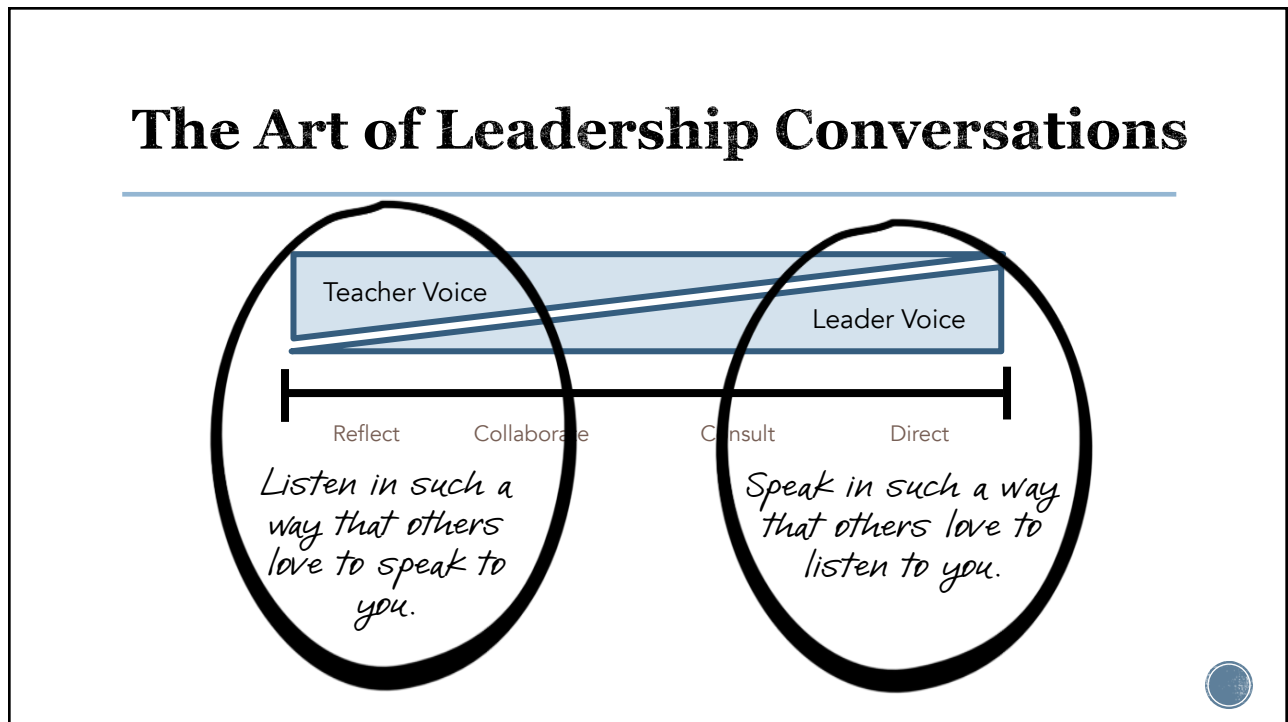 The Art of Leadership Conversations
Teacher Voice
Leader Voice
Reflect Collaborate Consult Direct
Listen in such a
way that others
love to speak to
you.
Speak in such a way
that others love to
listen to you.